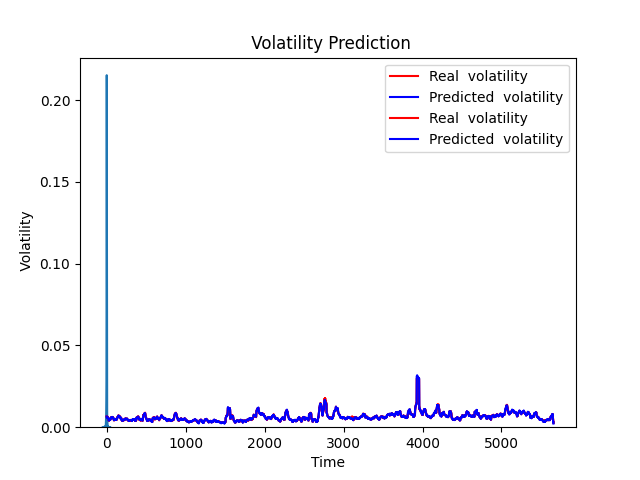 Volatility Prediction
Real  volatility
Predicted  volatility
Real  volatility
Predicted  volatility
Volatility
0.20
0.15
0.10
0.05
0.00
0 1000 2000 3000 4000 5000
Time